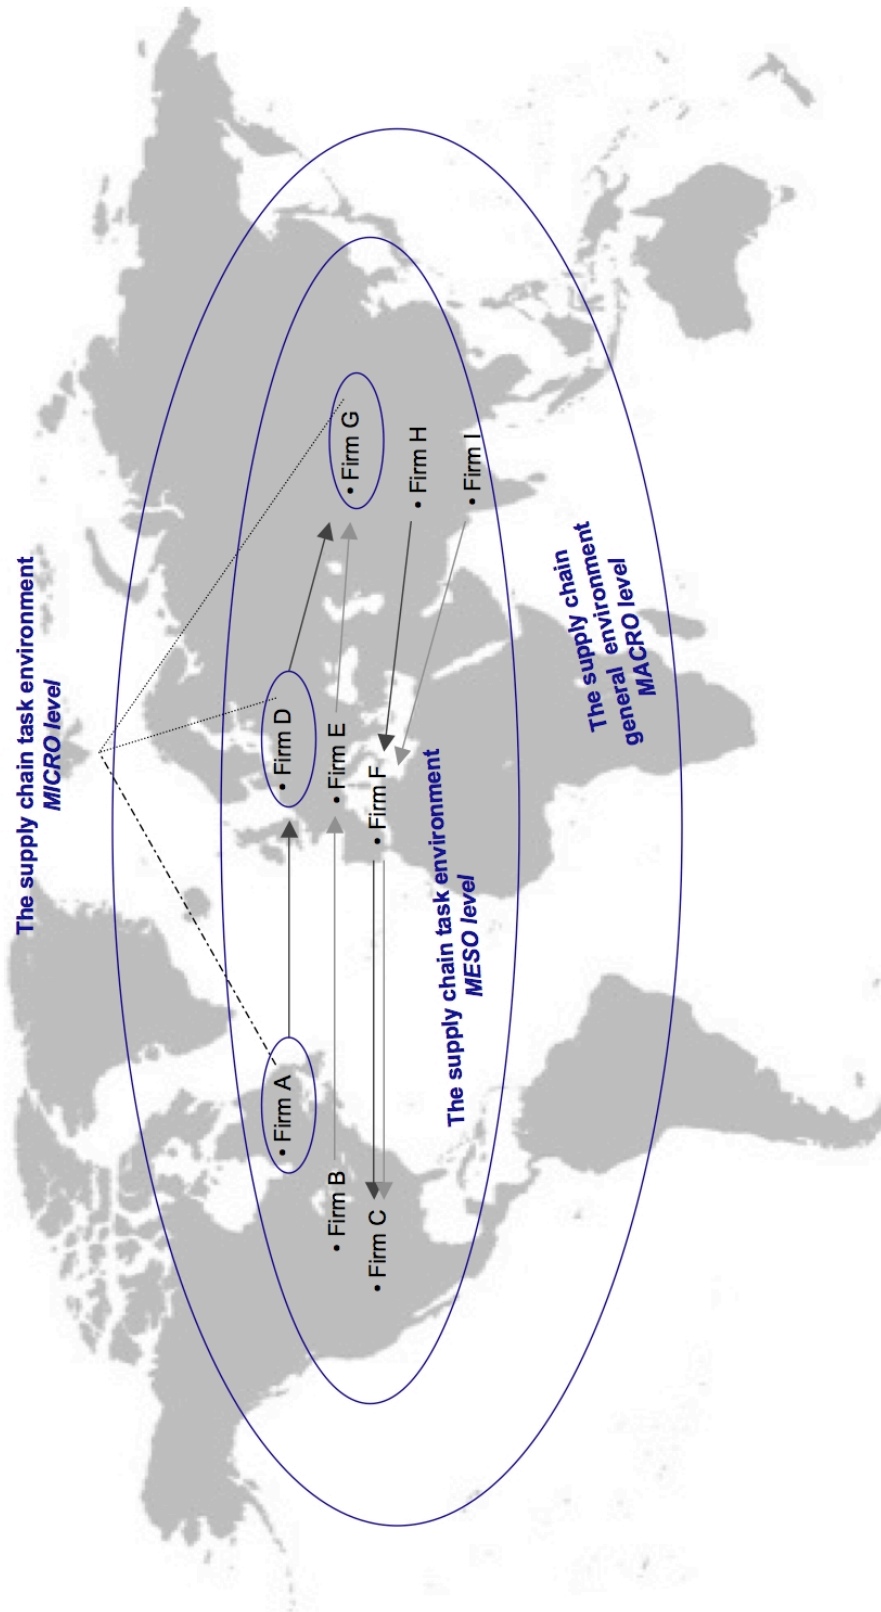 The supply chain task environment
MICRO level
• Firm A
• Firm B
• Firm C
• Firm D
• Firm E
• Firm F
• Firm G
• Firm H
• Firm I
The supply chain task environment
MESO level
The supply chain
general environment
MACRO level